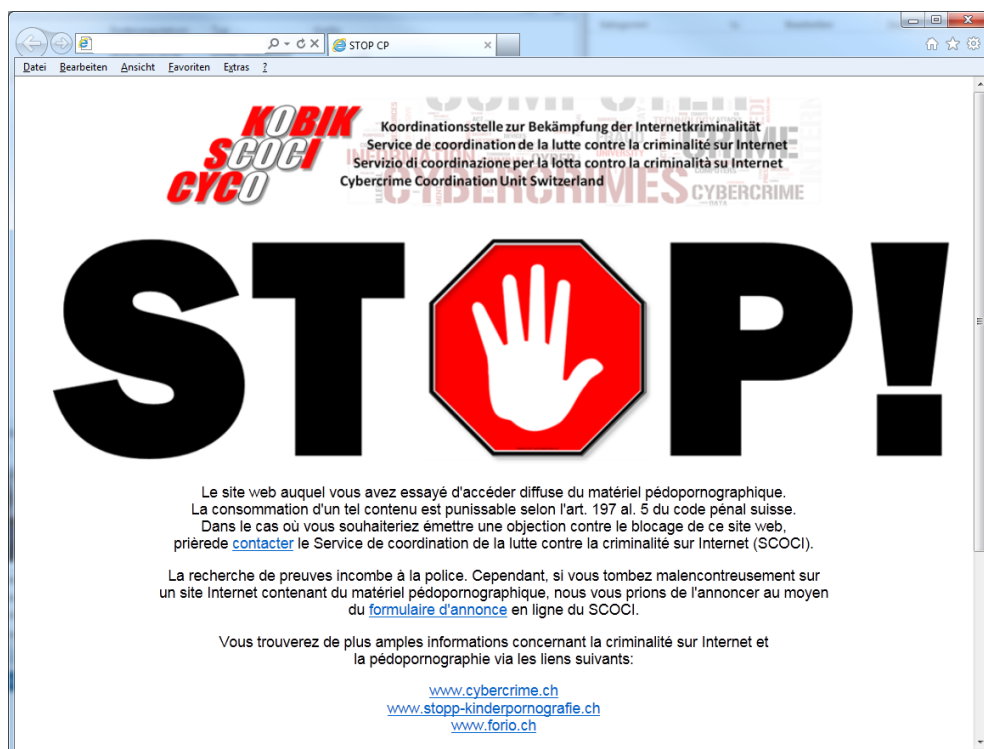 STOP CP
Datei Bearbeiten Ansicht Favoriten Extras ?
KOBIK
SCOCI
CYCO
Koordinationsstelle zur Bekämpfung der Internetkriminalität
Service de coordination de la lutte contre la criminalité sur Internet
Servizio di coordinazione per la lotta contro la criminalità su Internet
Cybercrime Coordination Unit Switzerland
COMPUTER
CRIME
INFORMATION
CYBERCRIMES
CYBERCRIME
DATA
STOP!
Le site web auquel vous avez essayé d'accéder diffuse du matériel pédopornographique.
La consommation d'un tel contenu est punissable selon l'art. 197 al. 5 du code pénal suisse.
Dans le cas où vous souhaiteriez émettre une objection contre le blocage de ce site web,
prièrede contacter le Service de coordination de la lutte contre la criminalité sur Internet (SCOCI).
La recherche de preuves incombe à la police. Cependant, si vous tombez malencontreusement sur
un site Internet contenant du matériel pédopornographique, nous vous prions de l'annoncer au moyen
du formulaire d'annonce en ligne du SCOCI.
Vous trouverez de plus amples informations concernant la criminalité sur Internet et
la pédopornographie via les liens suivants:
www.cybercrime.ch
www.stopp-kinderpornografie.ch
www.forio.ch